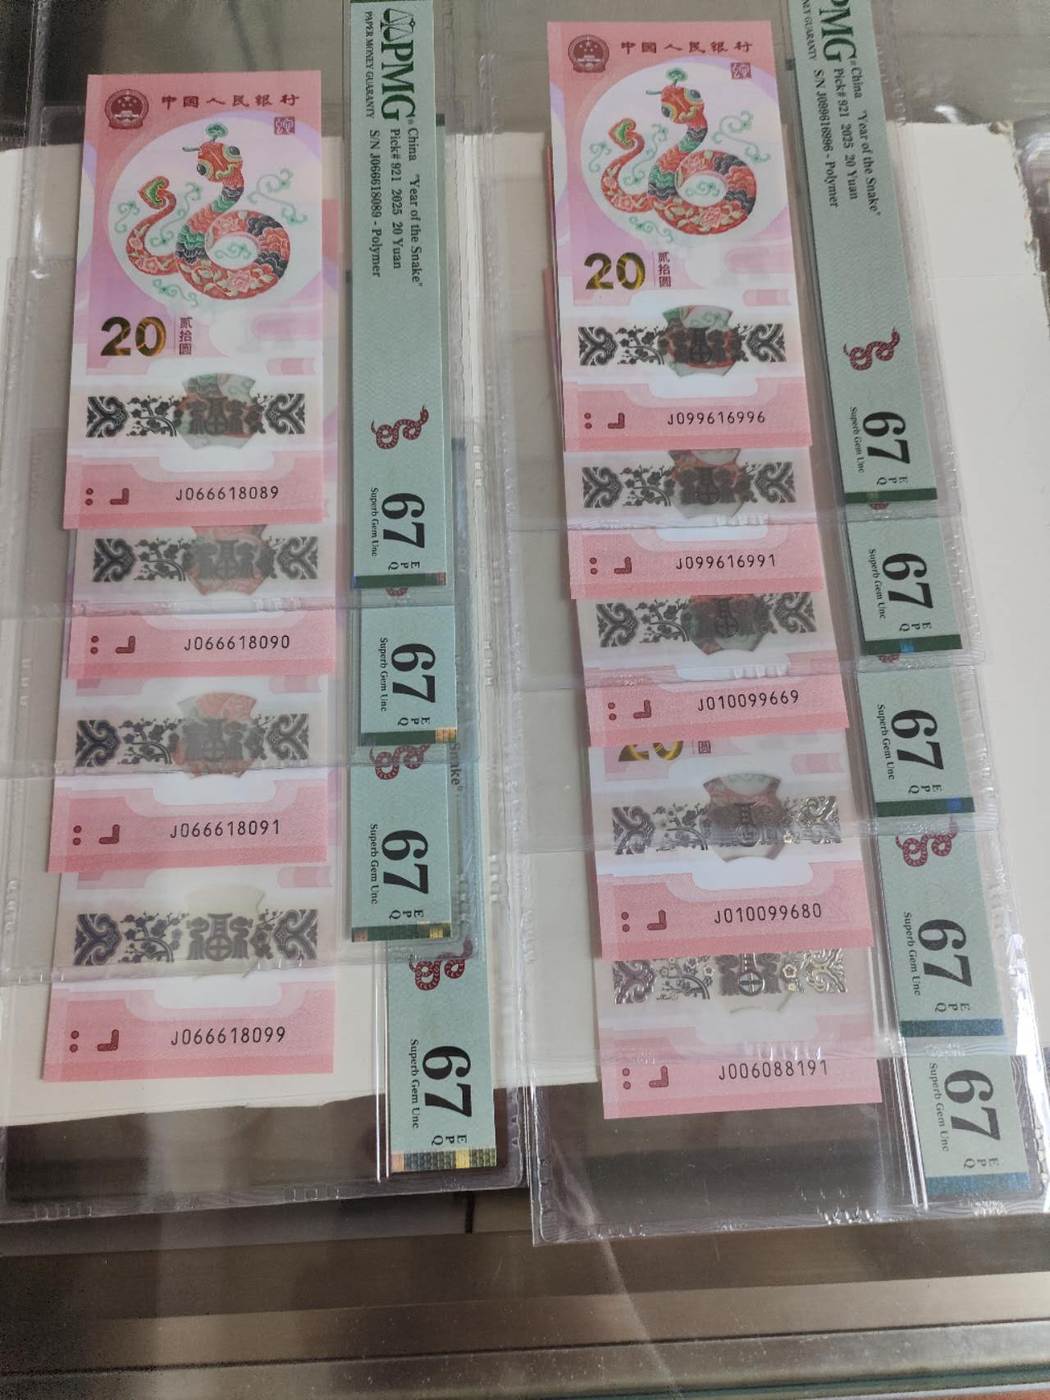 中国人民银行
20
贰拾圆
J066618089
J066618090
J066618091
J066618099
PMG®
PAPER MONEY GUARANTY
China "Year of the Snake"
Pick# 921 2025 20 Yuan
S/N J066618089 - Polymer
67 EPQ
Superb Gem Unc
67 EPQ
67 EPQ
Superb Gem Unc
Snake"
67 EPQ
Superb Gem Unc
中国人民银行
20
贰拾圆
J099616996
J099616991
J010099669
20
圆
J010099680
J006088191
PMG®
NEY GUARANTY
China "Year of the Snake"
Pick# 921 2025 20 Yuan
S/N J099616996 - Polymer
67 EPQ
Superb Gem Unc
67 EPQ
Superb Gem Unc
67 EPQ
Superb Gem Unc
67 EPQ
Superb Gem Unc
67 EPQ
Superb Gem Unc